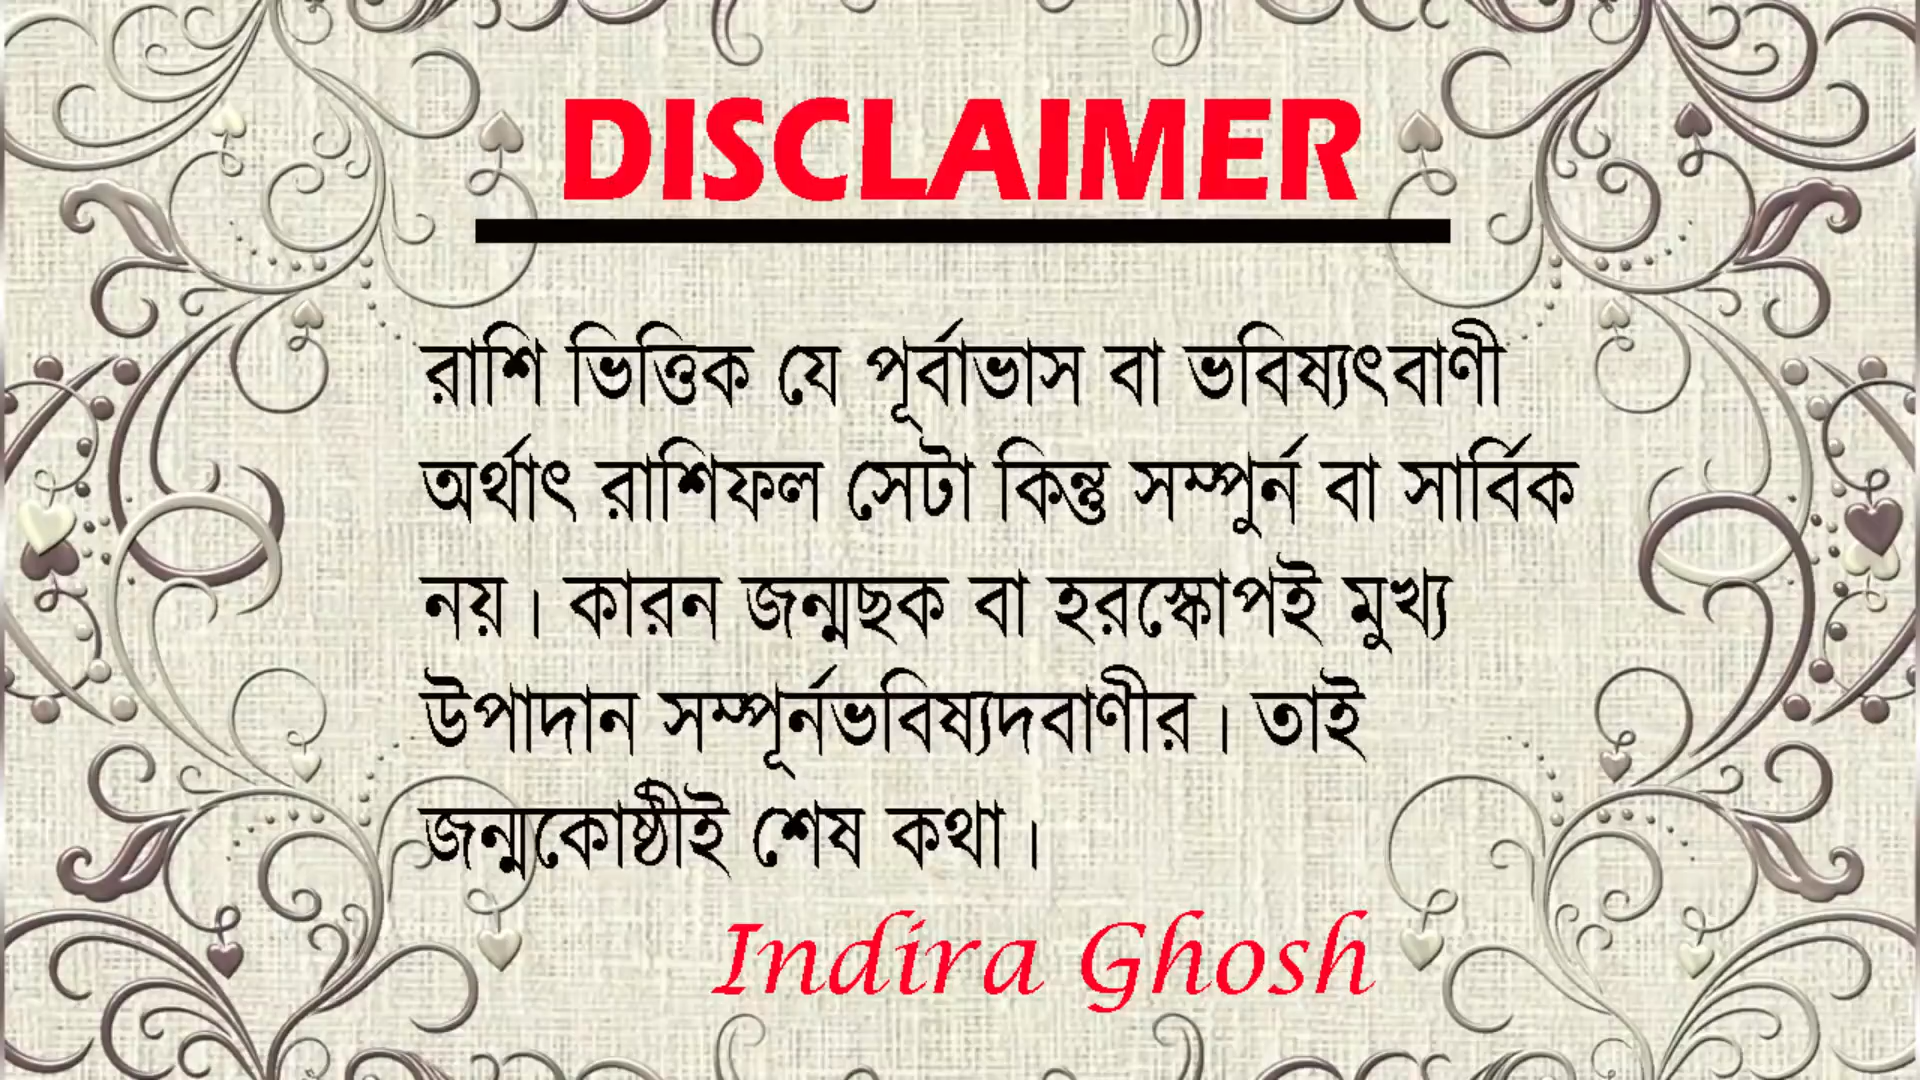 DISCLAIMER
রাশি ভিত্তিক যে পূর্বাভাস বা ভবিষ্যৎবাণী
অর্থাৎ রাশিফল সেটা কিন্তু সম্পুর্ন বা সার্বিক
নয়। কারন জন্মছক বা হরস্কোপই মুখ্য
উপাদান সম্পূর্নভবিষ্যদবাণীর। তাই
জন্মকোষ্ঠীই শেষ কথা।
Indira Ghosh